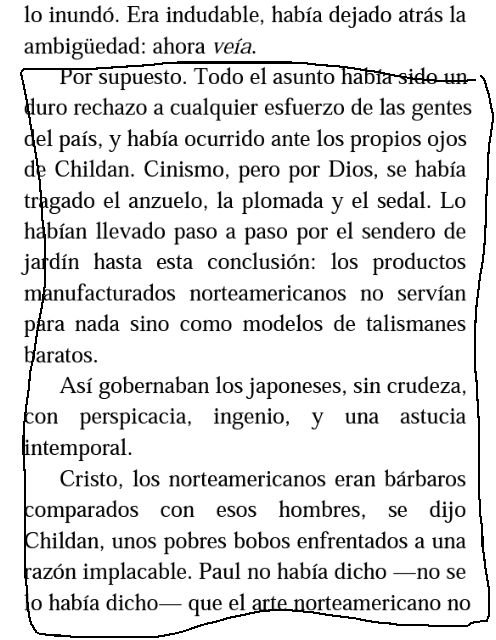 lo inundó. Era indudable, había dejado atrás la
ambigüedad: ahora veía.
Por supuesto. Todo el asunto había sido un
duro rechazo a cualquier esfuerzo de las gentes
del país, y había ocurrido ante los propios ojos
de Childan. Cinismo, pero por Dios, se había
tragado el anzuelo, la plomada y el sedal. Lo
habían llevado paso a paso por el sendero de
jardín hasta esta conclusión: los productos
manufacturados norteamericanos no servían
para nada sino como modelos de talismanes
baratos.
Así gobernaban los japoneses, sin crudeza,
con perspicacia, ingenio, y una astucia
intemporal.
Cristo, los norteamericanos eran bárbaros
comparados con esos hombres, se dijo
Childan, unos pobres bobos enfrentados a una
razón implacable. Paul no había dicho —no se
lo había dicho— que el arte norteamericano no